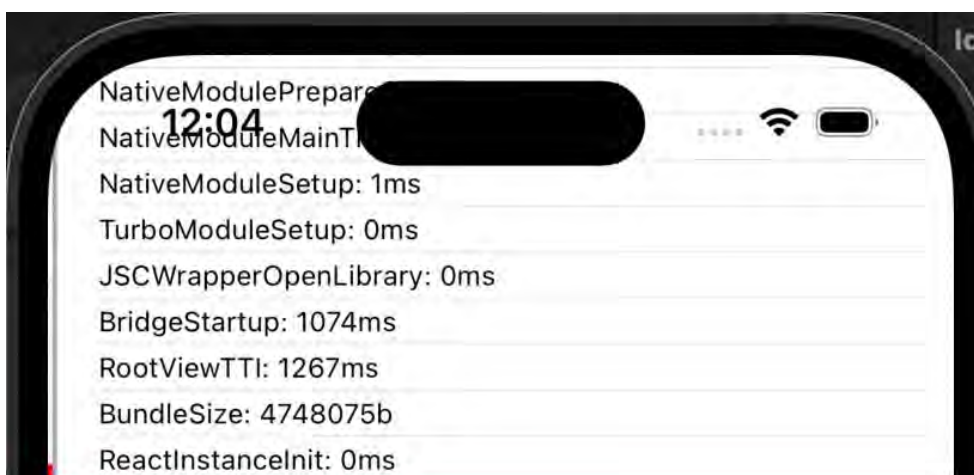 12:04
NativeModuleSetup: 1ms
TurboModuleSetup: 0ms
JSCWrapperOpenLibrary: 0ms
BridgeStartup: 1074ms
RootViewTTI: 1267ms
BundleSize: 4748075b
ReactInstanceInit: 0ms